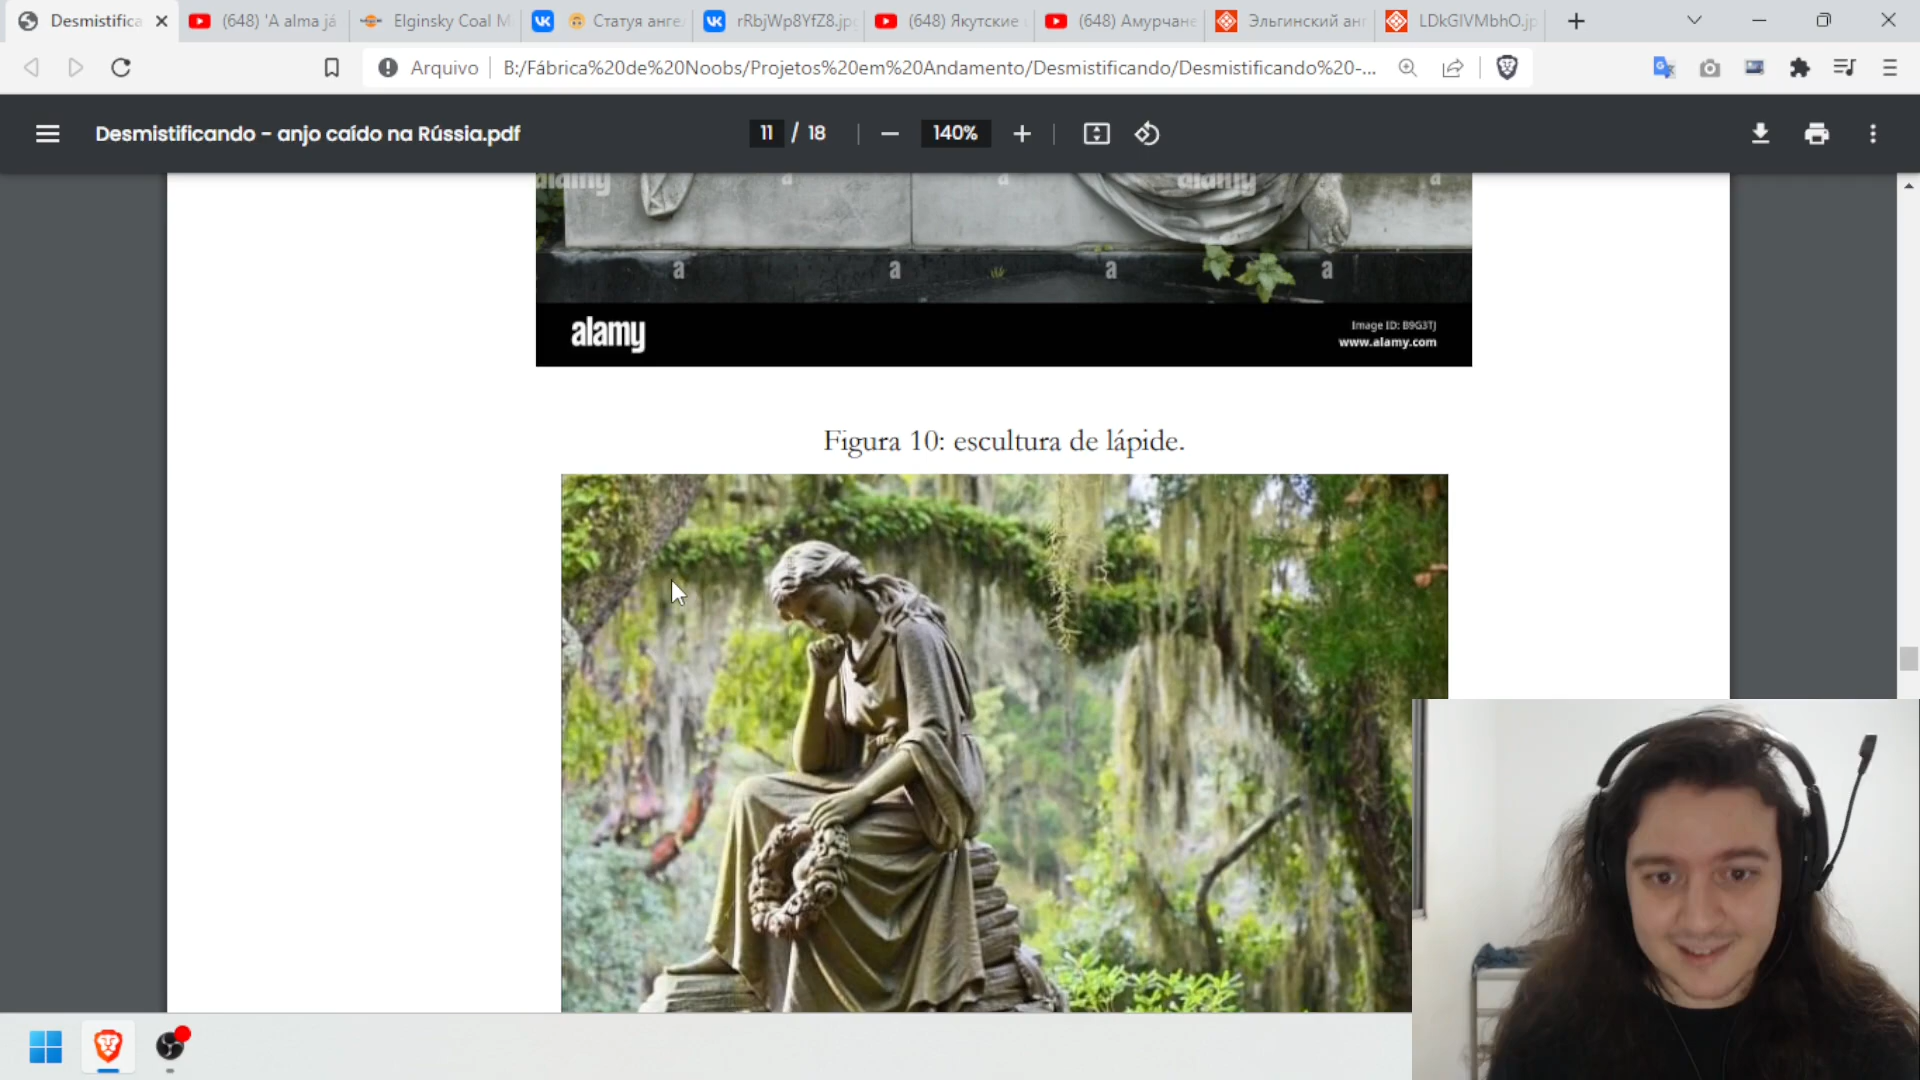 Desmistifica
(648) 'A alma já
Elginsky Coal M
Статуя анге
rRbjWp8YfZ8.jp
(648) Якутские
(648) Амурчане
Эльгинский анг
LDkGIVMbhO.jp
Arquivo
B:/Fábrica%20de%20Noobs/Projetos%20em%20Andamento/Desmistificando/Desmistificando%20-...
Desmistificando - anjo caído na Rússia.pdf
11 / 18
140%
alamy
alamy
a
a
a
a
a
a
a
alamy
Image ID: B9G3TJ
www.alamy.com
Figura 10: escultura de lápide.